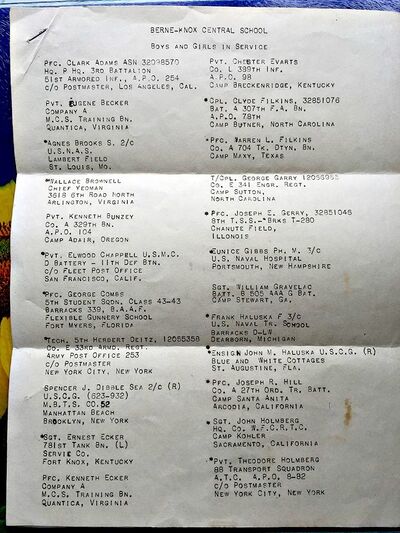 BERNE-KNOX CENTRAL SCHOOL
BOYS AND GIRLS IN SERVICE
PFC. CLARK ADAMS ASN 32098570
HQ. P HQ. 3RD BATTALION
51ST ARMORED INF., A.P.O. 254
C/O POSTMASTER, LOS ANGELES, CAL.
PVT. EUGENE BECKER
COMPANY A
M.C.S. TRAINING BN.
QUANTICA, VIRGINIA
*AGNES BROOKS S. 2/C
U.S.N.A.S.
LAMBERT FIELD
ST. LOUIS, MO.
*WALLACE BROWNELL
CHIEF YEOMAN
3618 6TH ROAD NORTH
ARLINGTON, VIRGINIA
PVT. KENNETH BUNZEY
CO. A 329TH BN.
A.P.O. 104
CAMP ADAIR, OREGON
*PVT. ELWOOD CHAPPELL U.S.M.C.
D BATTERY - 11TH DEF BTN.
C/O FLEET POST OFFICE
SAN FRANCISCO, CALIF.
*PFC. GEORGE COMBS
5TH STUDENT SQDN. CLASS 43-43
BARRACKS 339, B.A.A.F.
FLEXIBLE GUNNERY SCHOOL
FORT MYERS, FLORIDA
*TECH. 5TH HERBERT DEITZ, 12055358
CO. E 33RD ARMD. REGT.
ARMY POST OFFICE 253
C/O POSTMASTER
NEW YORK CITY, NEW YORK
SPENCER J. DIBBLE SEA 2/C (R)
U.S.C.G. (623-932)
M.B.T.S. CO. 52
MANHATTAN BEACH
BROOKLYN, NEW YORK
*SGT. ERNEST ECKER
781ST TANK BN. (L)
SERVIE CO.
FORT KNOX, KENTUCKY
PFC. KENNETH ECKER
COMPANY A
M.C.S. TRAINING BN.
QUANTICA, VIRGINIA
PVT. CHESTER EVARTS
CO. L 399TH INF.
A.P.O. 98
CAMP BRECKENRIDGE, KENTUCKY
*CPL. CLYDE FILKINS, 32851076
BAT. A 307TH F.A. BN.
A.P.O. 78TH
CAMP BUTNER, NORTH CAROLINA
*PFC. WARREN L. FILKINS
CO. A 704 TK. DTYN. BN.
CAMP MAXY, TEXAS
T/CPL. GEORGE GARRY
CO. E 341 ENGR. REGT.
CAMP SUTTON,
NORTH CAROLINA
*PFC. JOSEPH E. GERRY, 32851046
8TH T.S.S.- BRKS T-280
CHANUTE FIELD,
ILLINOIS
*EUNICE GIBBS PH M. 3/C
U.S. NAVAL HOSPITAL
PORTSMOUTH, NEW HAMPSHIRE
SGT. WILLIAM GRAVELAC
BATT. B 505 AAA G BAT.
CAMP STEWART, GA.
*FRANK HALUSKA F 3/C
U.S. NAVAL TR. SCHOOL
BARRACKS D-LW
DEARBORN, MICHIGAN
*ENSIGN JOHN M. HALUSKA U.S.C.G. (R)
BLUE AND WHITE COTTAGES
ST. AUGUSTINE, FLA.
*PFC. JOSEPH R. HILL
CO. A 27TH ORD. TR. BATT.
CAMP SANTA ANITA
ARCODIA, CALIFORNIA
*SGT. JOHN HOLMBERG
HQ. CO. W.F.C.R.T.C.
CAMP KOHLER
SACRAMENTO, CALIFORNIA
*PVT. THEODORE HOLMBERG
88 TRANSPORT SQUADRON
A.T.C. A.P.O. 8-82
C/O POSTMASTER
NEW YORK CITY, NEW YORK